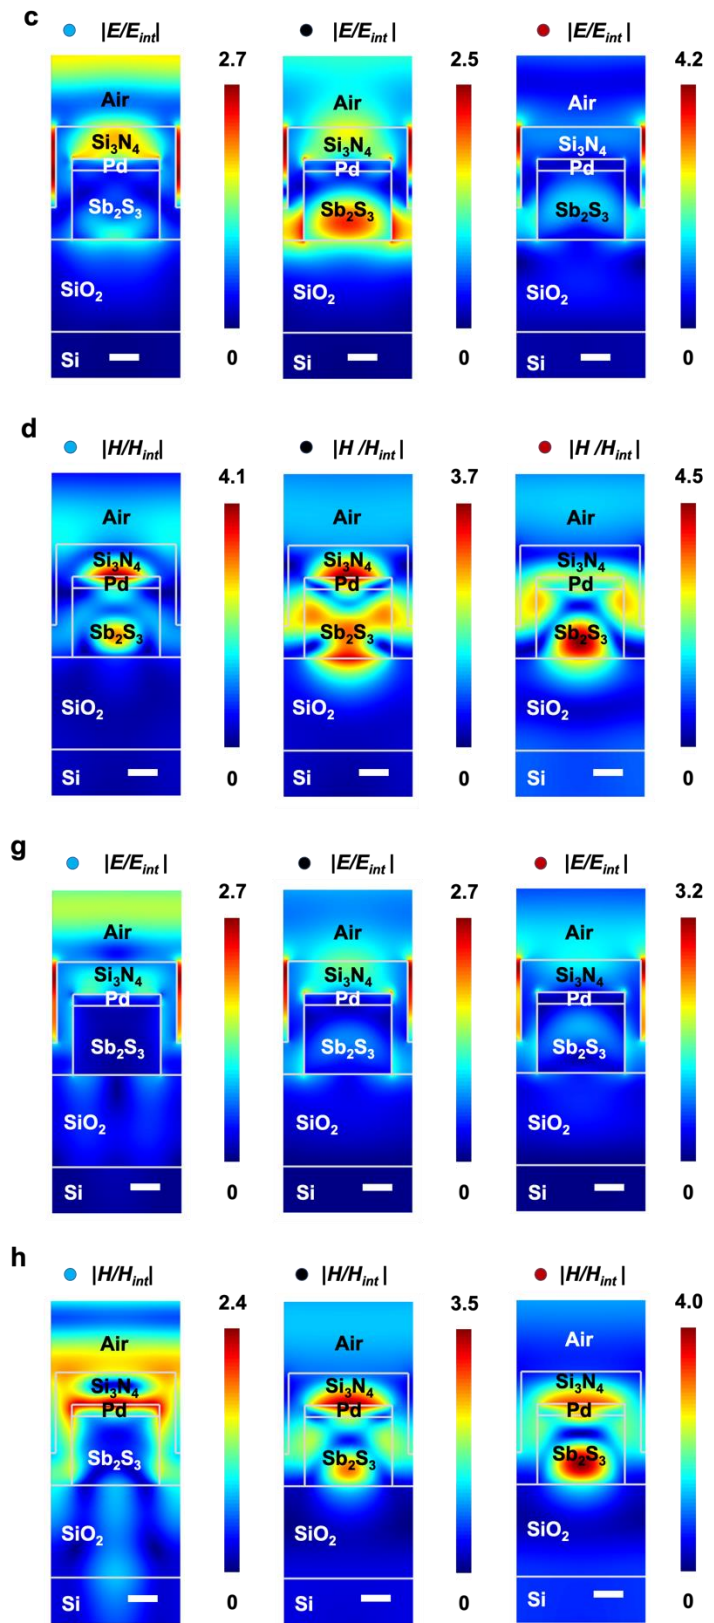 c
|E/E_int| |E/E_int| |E/E_int|
2.7 2.5 4.2
Air Air Air
Si₃N₄ Si₃N₄ Si₃N₄
Pd Pd Pd
Sb₂S₃ Sb₂S₃ Sb₂S₃
SiO₂ SiO₂ SiO₂
Si 0 Si 0 Si 0
d
|H/H_int| |H /H_int| |H /H_int|
4.1 3.7 4.5
Air Air Air
Si₃N₄ Si₃N₄ Si₃N₄
Pd Pd Pd
Sb₂S₃ Sb₂S₃ Sb₂S₃
SiO₂ SiO₂ SiO₂
Si 0 Si 0 Si 0
g
|E/E_int| |E/E_int| |E/E_int|
2.7 2.7 3.2
Air Air Air
Si₃N₄ Si₃N₄ Si₃N₄
Pd Pd Pd
Sb₂S₃ Sb₂S₃ Sb₂S₃
SiO₂ SiO₂ SiO₂
Si 0 Si 0 Si 0
h
|H/H_int| |H/H_int| |H/H_int|
2.4 3.5 4.0
Air Air Air
Si₃N₄ Si₃N₄ Si₃N₄
Pd Pd Pd
Sb₂S₃ Sb₂S₃ Sb₂S₃
SiO₂ SiO₂ SiO₂
Si 0 Si 0 Si 0